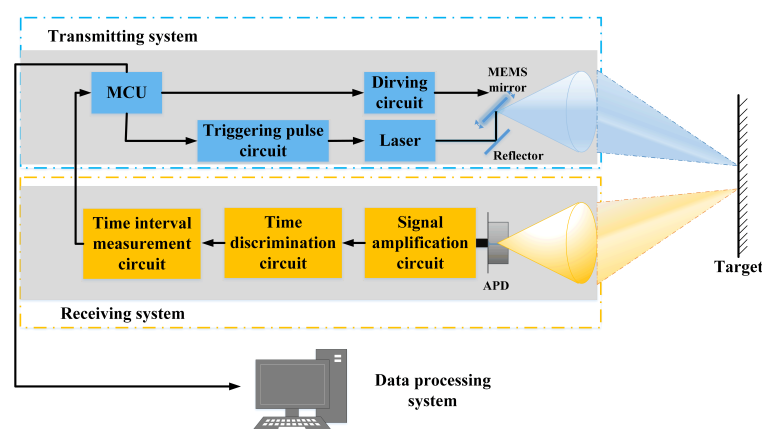 Transmitting system
MCU
Dirving
circuit
MEMS
mirror
Triggering pulse
circuit
Laser
Reflector
Time interval
measurement
circuit
Time
discrimination
circuit
Signal
amplification
circuit
APD
Target
Receiving system
Data processing
system